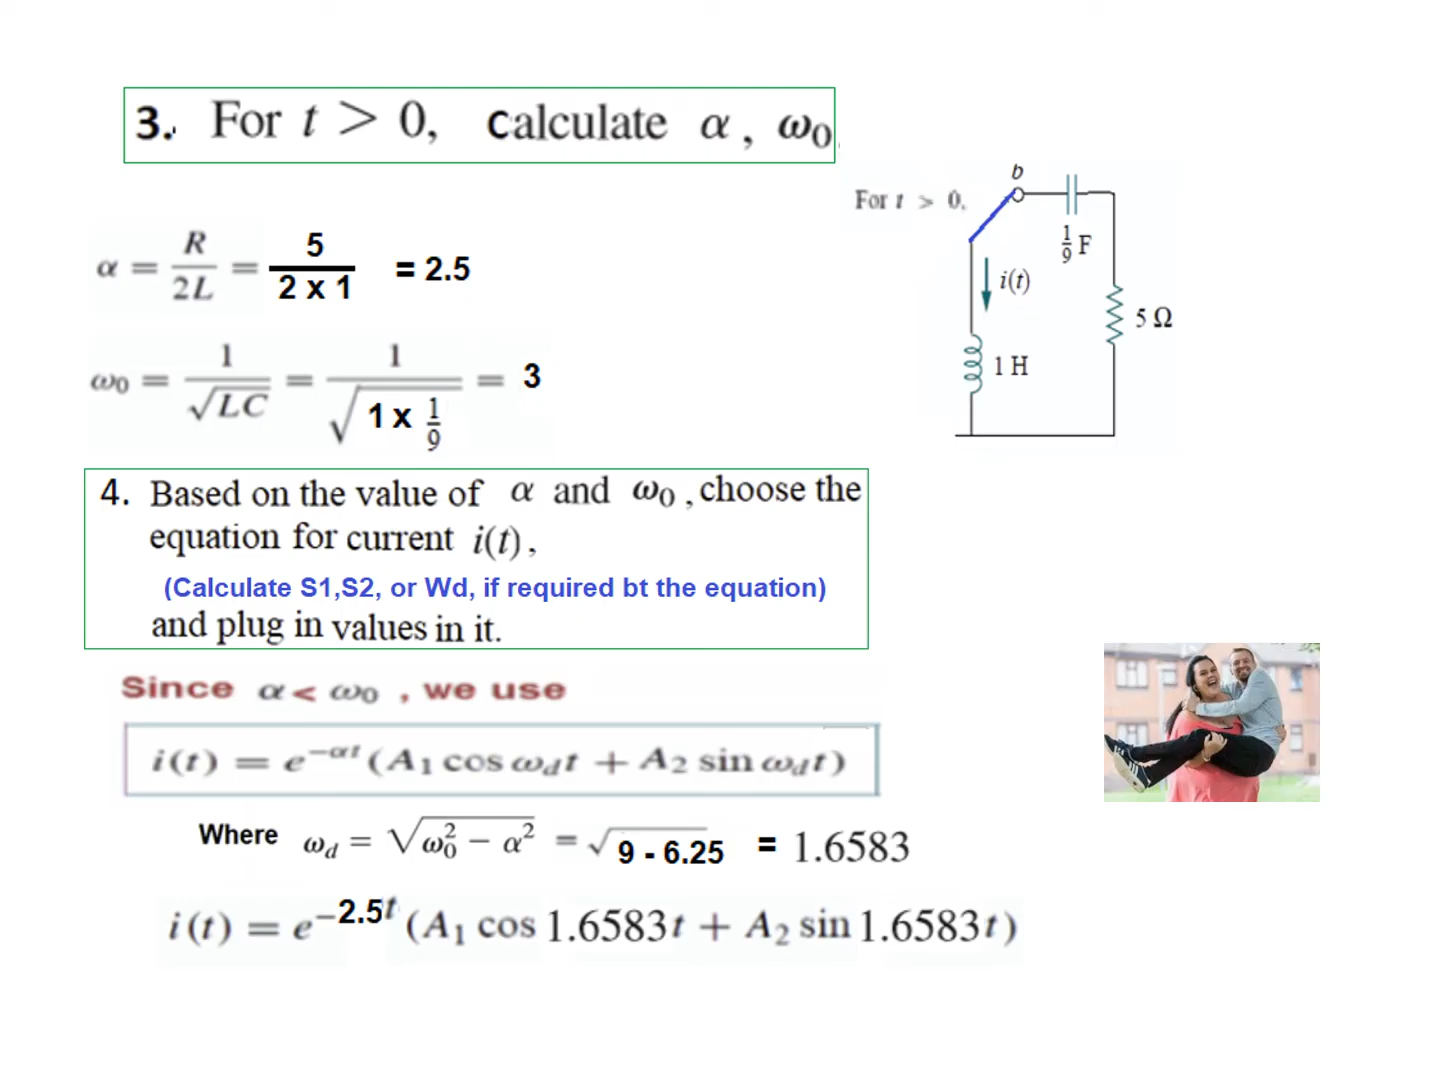 3. For t > 0, Calculate α, ω0
For t > 0,
b
1/9 F
i(t)
5 Ω
1 H
α = R/2L = 5/2 x 1 = 2.5
ω0 = 1/√LC = 1/√1 x 1/9 = 3
4. Based on the value of α and ω0, choose the
equation for current i(t),
(Calculate S1,S2, or Wd, if required bt the equation)
and plug in values in it.
Since α < ω0 , we use
i(t) = e^−αt (A1 cos ωdt + A2 sin ωdt)
Where ωd = √ω0² − α² = √9 - 6.25 = 1.6583
i(t) = e^−2.5t (A1 cos 1.6583t + A2 sin 1.6583t)